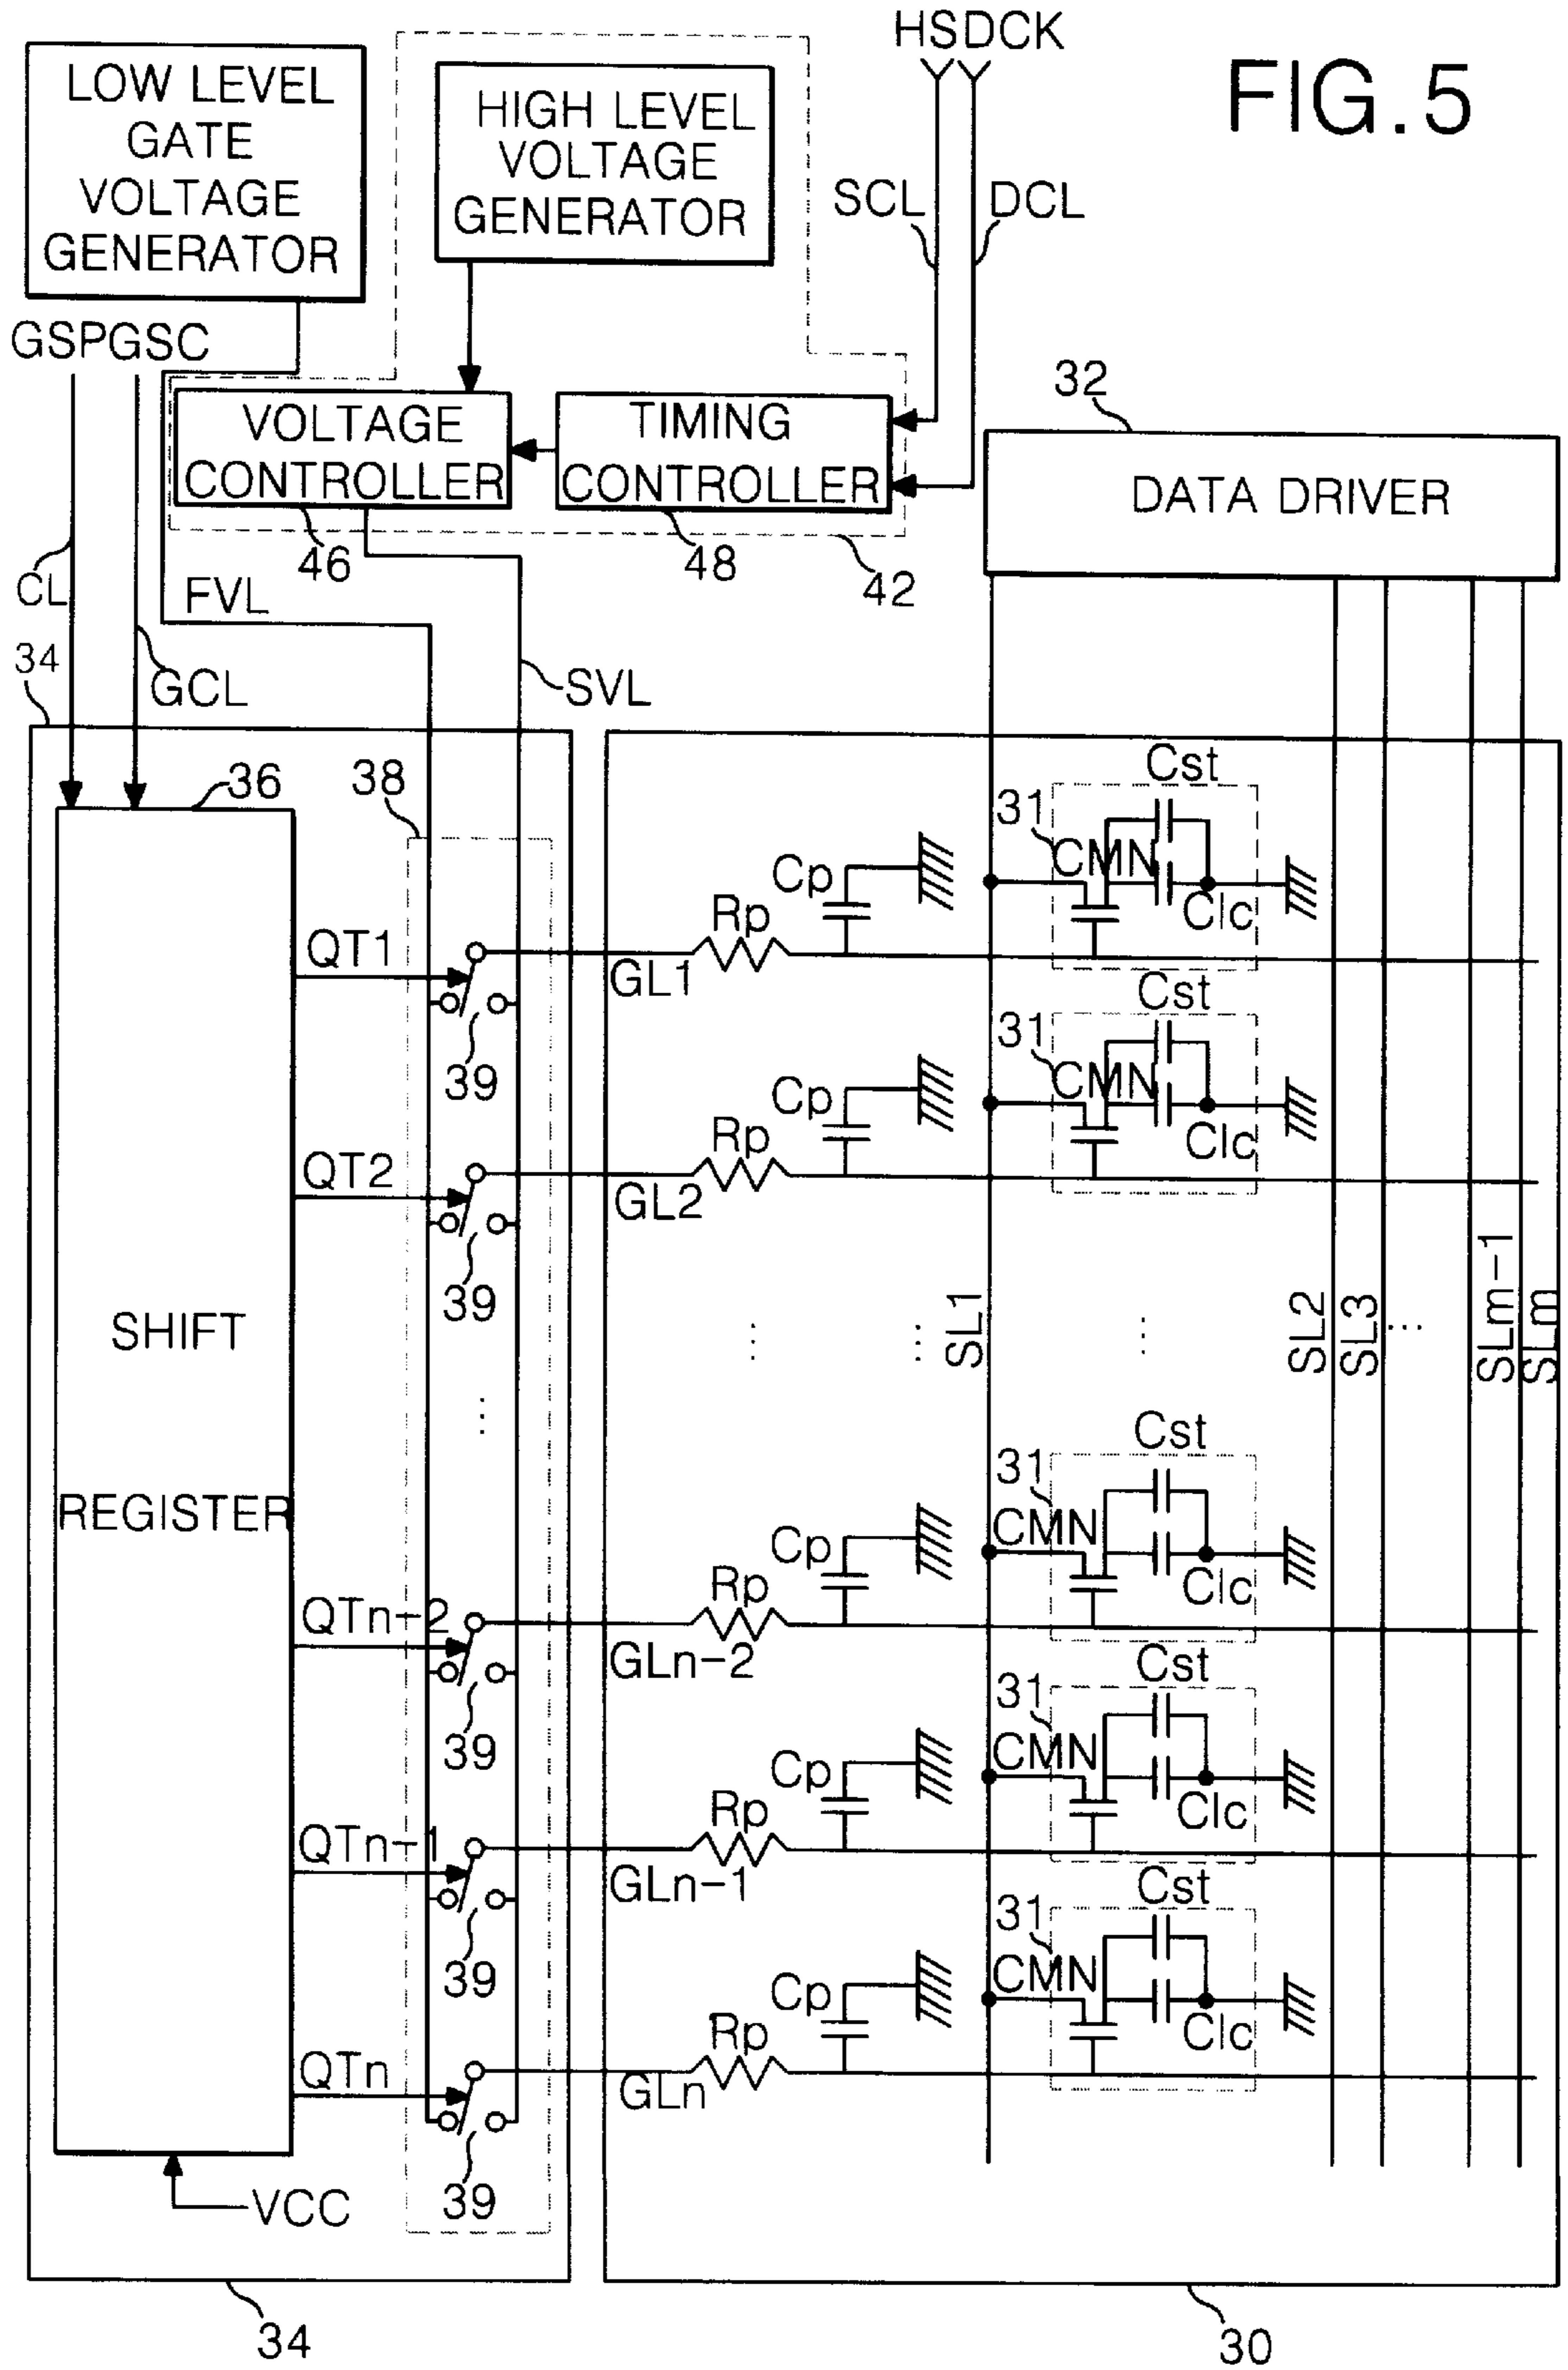 FIG. 5
HSDCK
LOW LEVEL
GATE
VOLTAGE
GENERATOR
HIGH LEVEL
VOLTAGE
GENERATOR
SCL
DCL
GSPGSC
VOLTAGE
CONTROLLER
TIMING
CONTROLLER
32
DATA DRIVER
46
48
42
CL
FVL
34
GCL
SVL
36
38
Cst
31
CMN
Cp
Clc
Rp
QT1
GL1
39
Cst
31
CMN
Cp
Clc
Rp
QT2
GL2
39
SHIFT
REGISTER
...
...
...
...
SL1
SL2
SL3
...
SLm-1
SLm
Cst
31
CMN
Cp
Clc
Rp
QTn-2
GLn-2
39
Cst
31
CMN
Cp
Clc
Rp
QTn-1
GLn-1
39
Cst
31
CMN
Cp
Clc
Rp
QTn
GLn
39
VCC
34
30